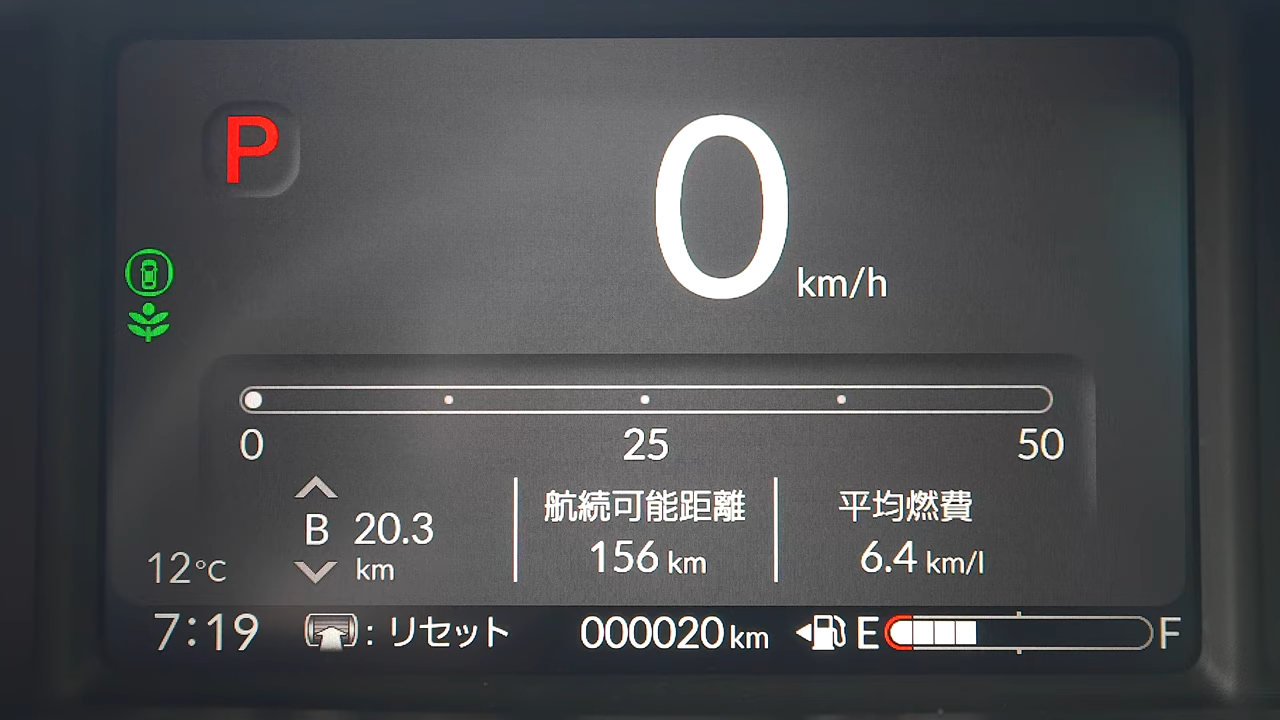 P
0 km/h
0 25 50
B 20.3 km
航続可能距離
156 km
平均燃費
6.4 km/l
12°C
7:19
: リセット
000020 km
E F